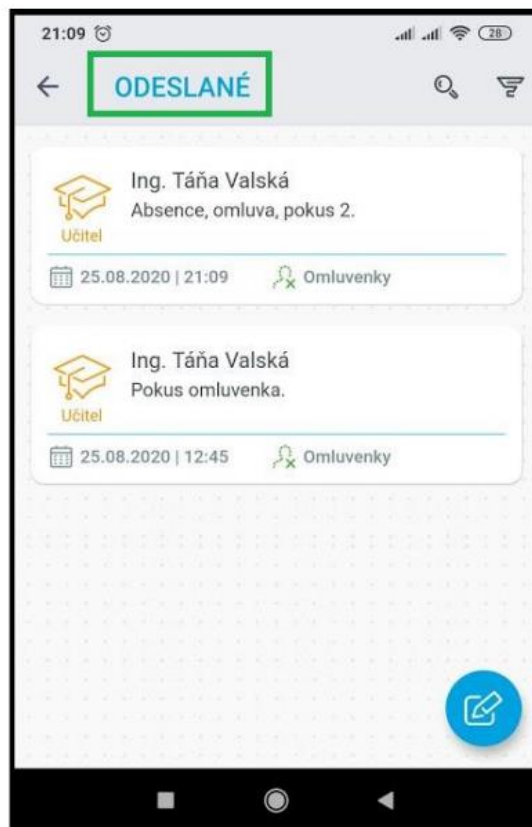 21:09
28
ODESLANÉ
Ing. Táňa Valská
Absence, omluva, pokus 2.
Učitel
25.08.2020 | 21:09 Omluvenky
Ing. Táňa Valská
Pokus omluvenka.
Učitel
25.08.2020 | 12:45 Omluvenky